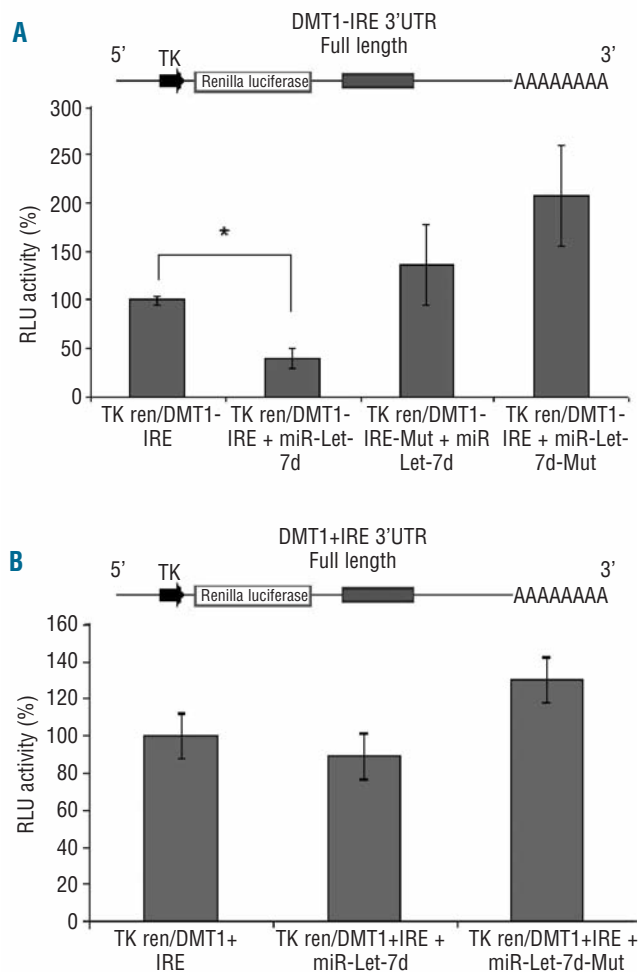 A
DMT1-IRE 3'UTR
Full length
5'
3'
TK
Renilla luciferase
AAAAAAAA
300
250
200
150
100
50
0
RLU activity (%)
*
TK ren/DMT1-
IRE
TK ren/DMT1-
IRE + miR-Let-
7d
TK ren/DMT1-
IRE-Mut + miR
Let-7d
TK ren/DMT1-
IRE + miR-Let-
7d-Mut
B
DMT1+IRE 3'UTR
Full length
5'
3'
TK
Renilla luciferase
AAAAAAAA
160
140
120
100
80
60
40
20
0
RLU activity (%)
TK ren/DMT1+
IRE
TK ren/DMT1+IRE +
miR-Let-7d
TK ren/DMT1+IRE +
miR-Let-7d-Mut